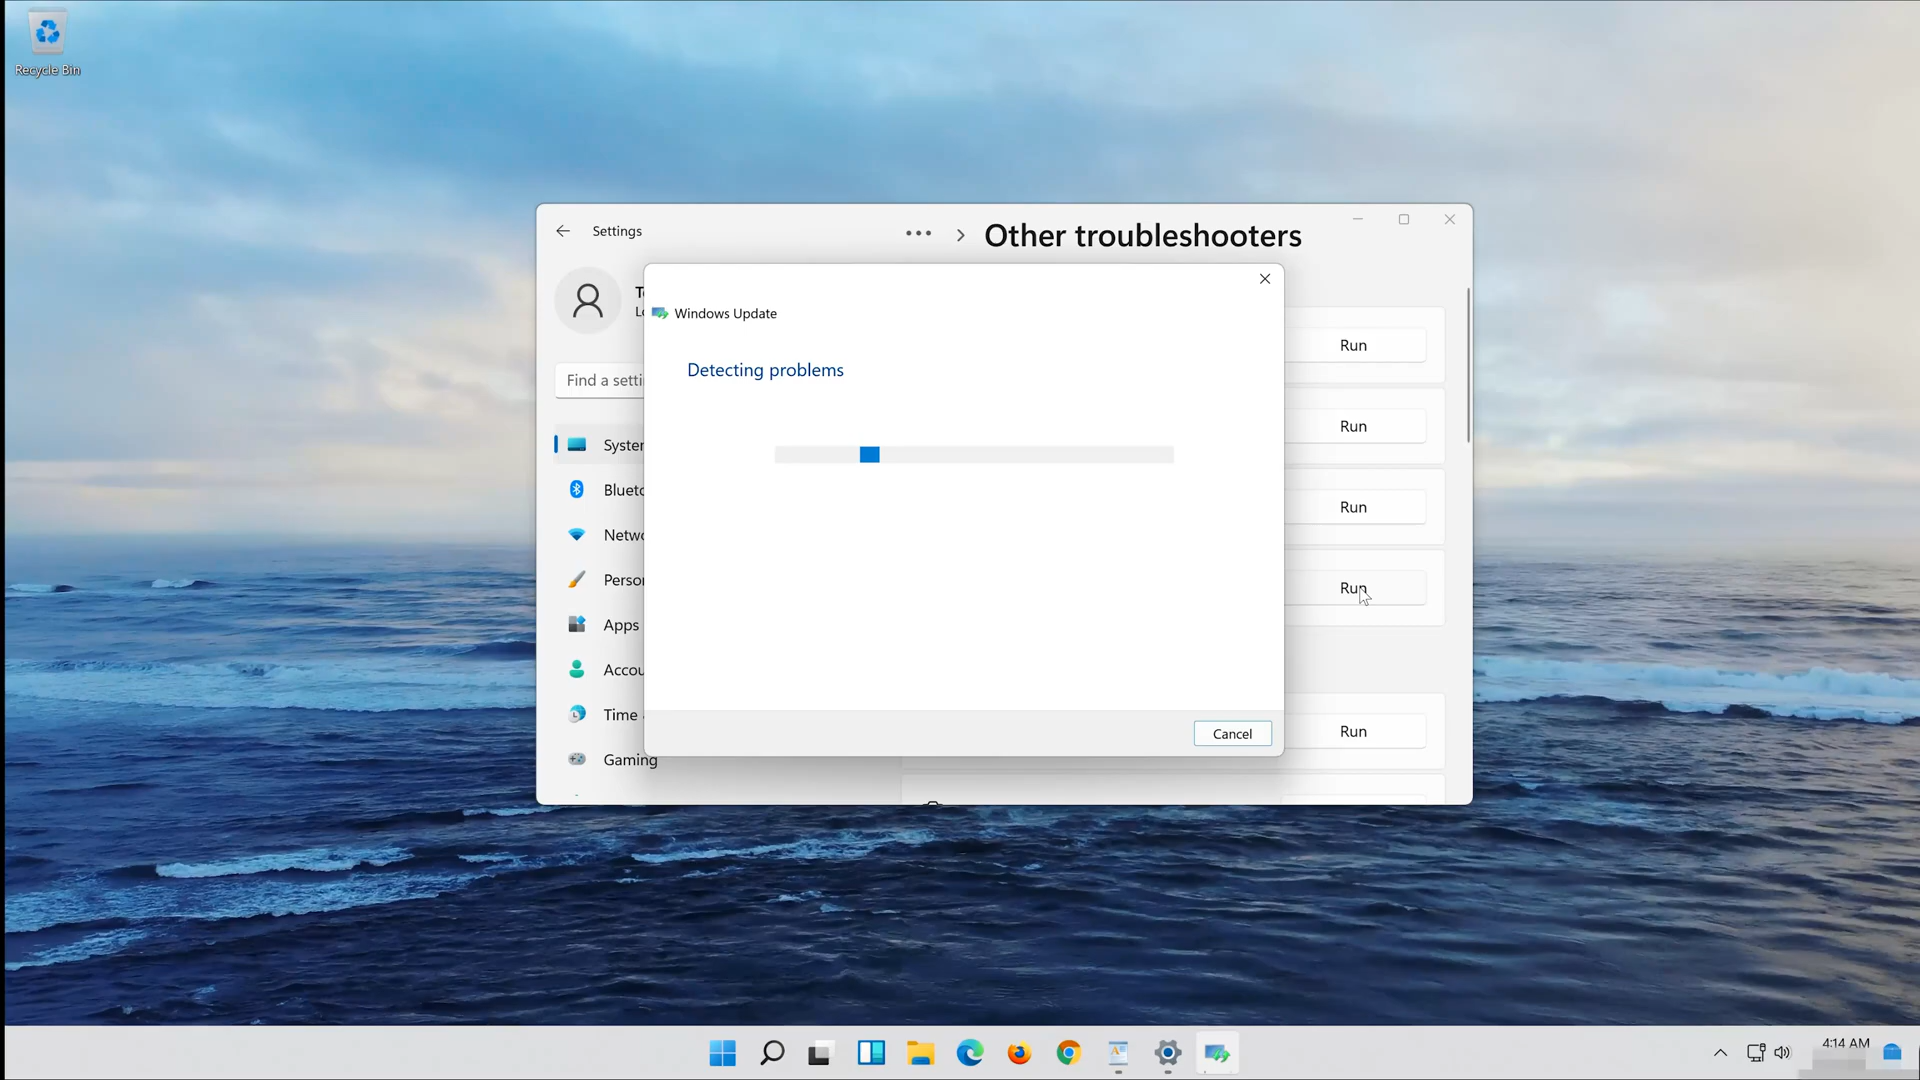 Recycle Bin
Settings
Other troubleshooters
Windows Update
Run
Detecting problems
Find a setti
Run
System
Run
Blueto
Netwo
Person
Run
Apps
Accou
Time
Run
Cancel
Gaming
4:14 AM